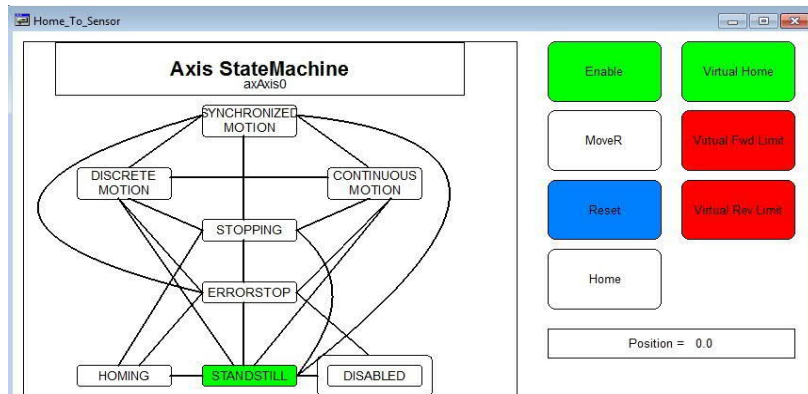 Home_To_Sensor
Axis StateMachine
axAxis0
SYNCHRONIZED
MOTION
DISCRETE
MOTION
CONTINUOUS
MOTION
STOPPING
ERRORSTOP
HOMING
STANDSTILL
DISABLED
Enable
Virtual Home
MoveR
Virtual Fwd Limit
Reset
Virtual Rev Limit
Home
Position = 0.0